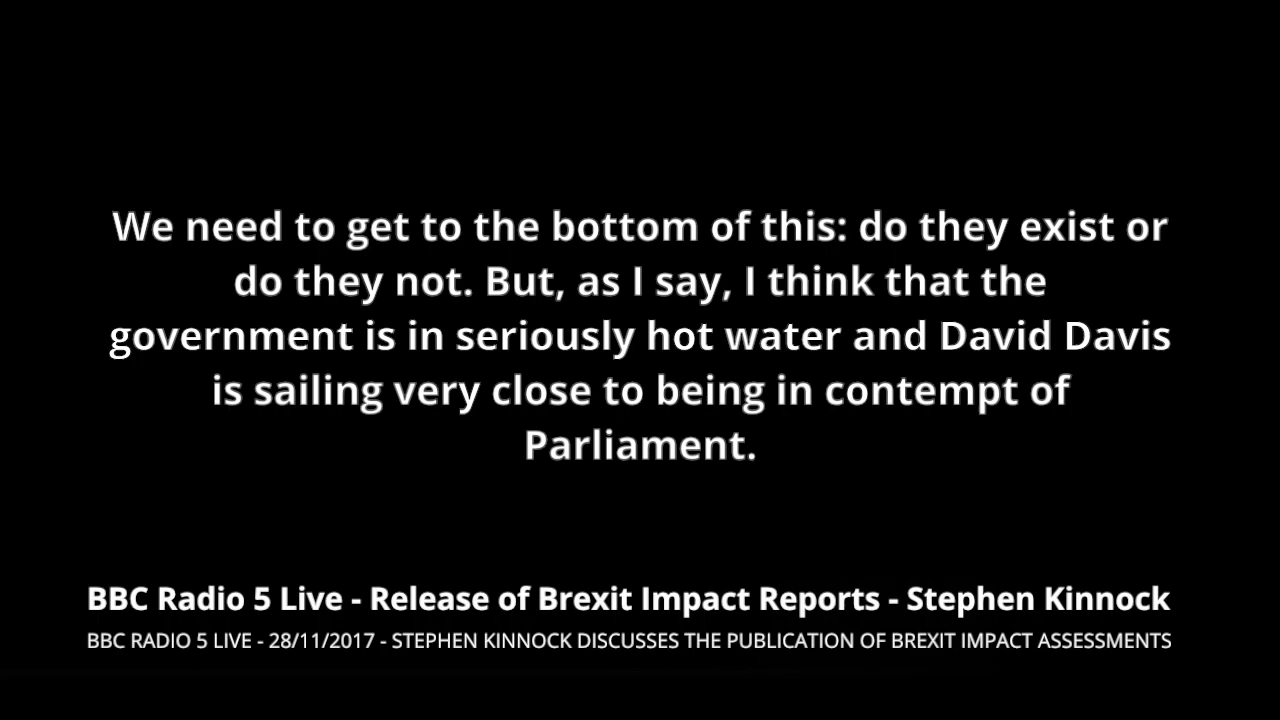 We need to get to the bottom of this: do they exist or
do they not. But, as I say, I think that the
government is in seriously hot water and David Davis
is sailing very close to being in contempt of
Parliament.
BBC Radio 5 Live - Release of Brexit Impact Reports - Stephen Kinnock
BBC RADIO 5 LIVE - 28/11/2017 - STEPHEN KINNOCK DISCUSSES THE PUBLICATION OF BREXIT IMPACT ASSESSMENTS